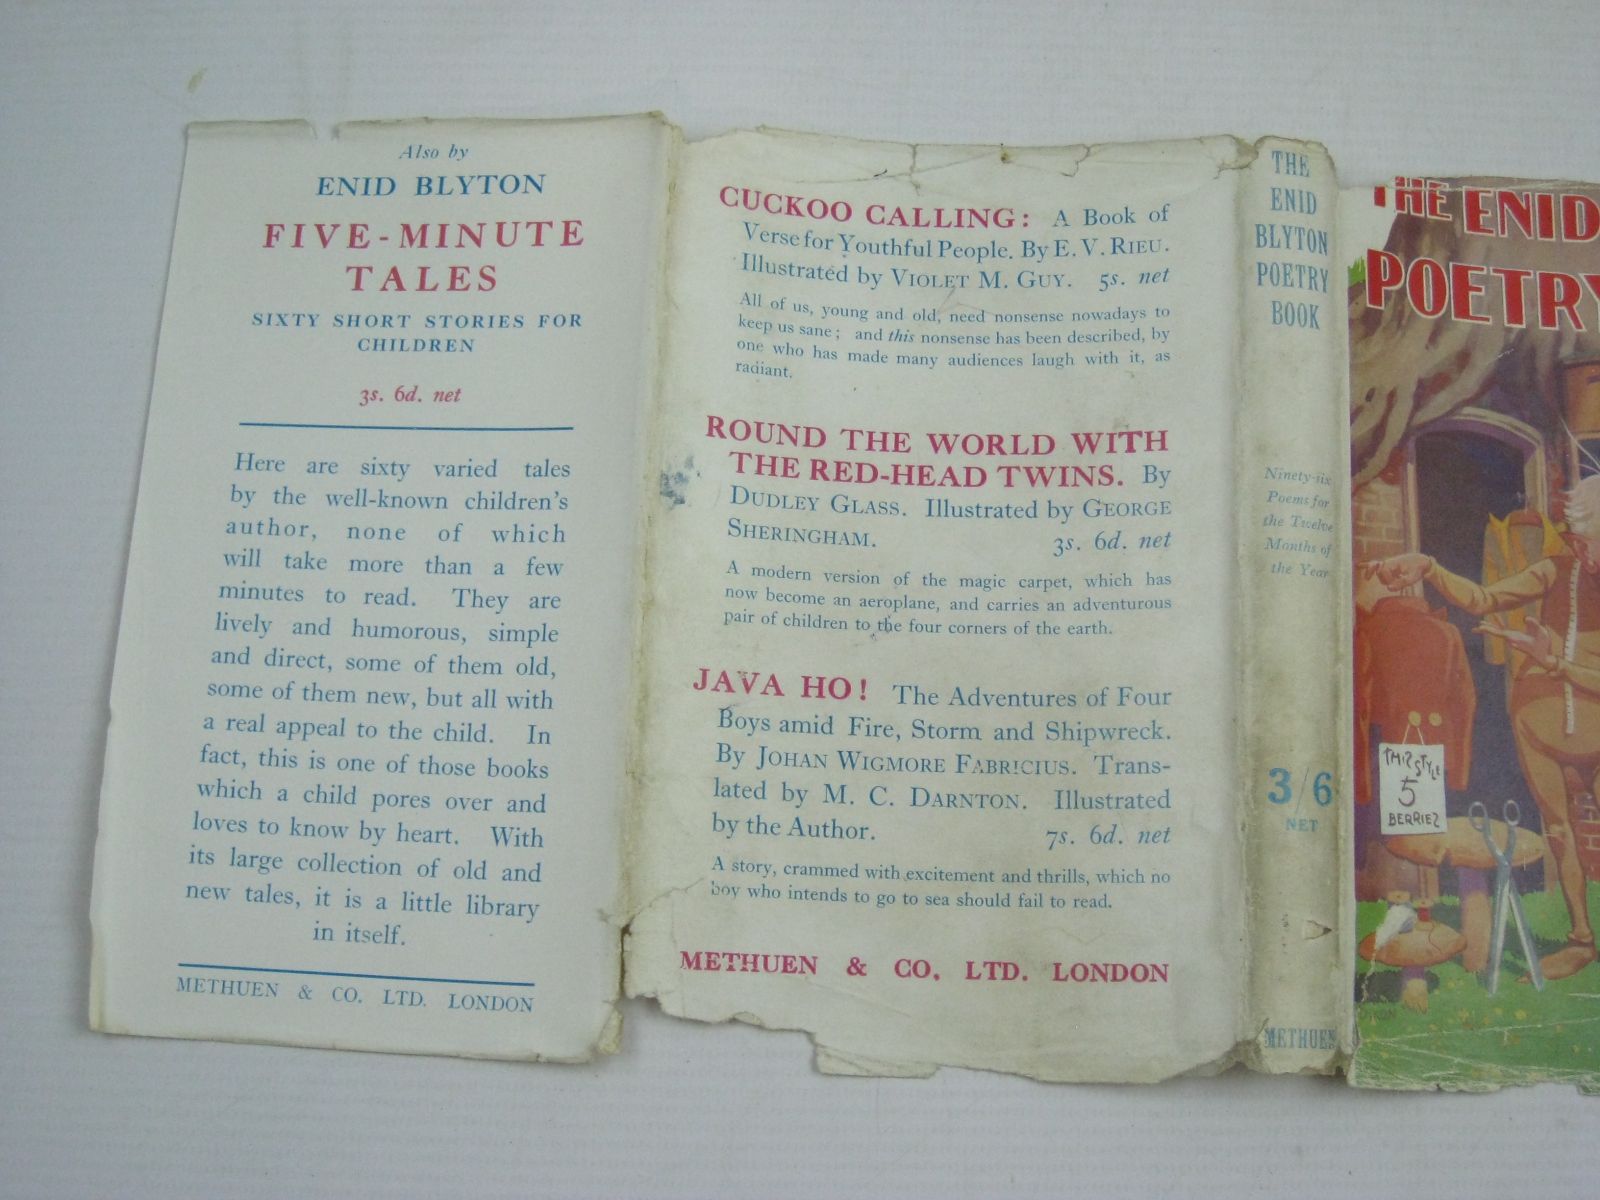 Also by
ENID BLYTON
FIVE-MINUTE
TALES
SIXTY SHORT STORIES FOR
CHILDREN
3s. 6d. net
Here are sixty varied tales
by the well-known children's
author, none of which
will take more than a few
minutes to read. They are
lively and humorous, simple
and direct, some of them old,
some of them new, but all with
a real appeal to the child. In
fact, this is one of those books
which a child pores over and
loves to know by heart. With
its large collection of old and
new tales, it is a little library
in itself.
METHUEN & CO. LTD. LONDON
CUCKOO CALLING: A Book of
Verse for Youthful People. By E. V. RIEU.
Illustrated by VIOLET M. GUY. 5s. net
All of us, young and old, need nonsense nowadays to
keep us sane; and this nonsense has been described, by
one who has made many audiences laugh with it, as
radiant.
ROUND THE WORLD WITH
THE RED-HEAD TWINS. By
DUDLEY GLASS. Illustrated by GEORGE
SHERINGHAM. 3s. 6d. net
A modern version of the magic carpet, which has
now become an aeroplane, and carries an adventurous
pair of children to the four corners of the earth.
JAVA HO! The Adventures of Four
Boys amid Fire, Storm and Shipwreck.
By JOHAN WIGMORE FABRICIUS. Trans-
lated by M. C. DARNTON. Illustrated
by the Author. 7s. 6d. net
A story, crammed with excitement and thrills, which no
boy who intends to go to sea should fail to read.
METHUEN & CO. LTD. LONDON
THE
ENID
BLYTON
POETRY
BOOK
Ninety-six
Poems for
the Twelve
Months of
the Year
3/6
NET
METHUEN
THE ENID
POETRY
THIS STYLE
5
BERRIES